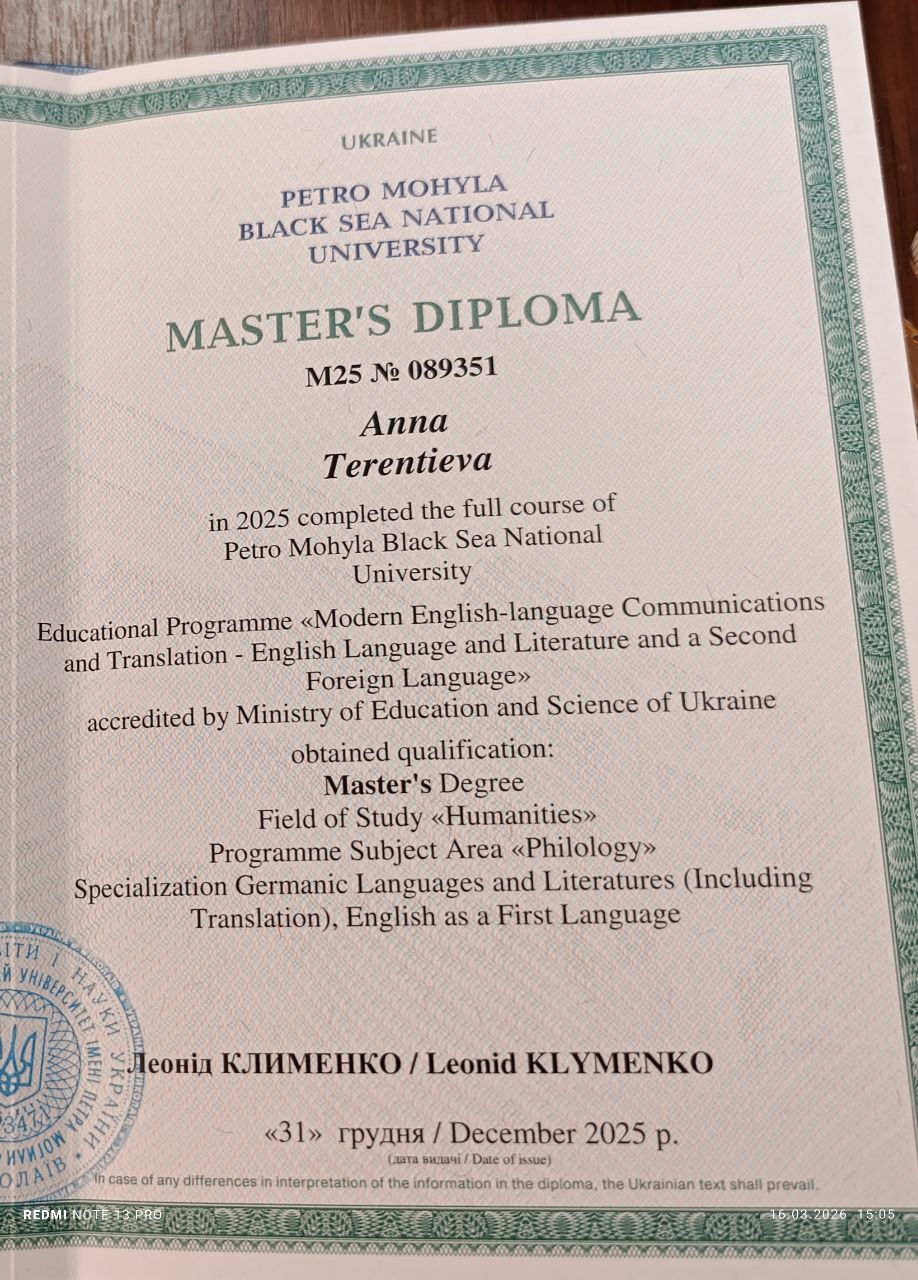 UKRAINE
PETRO MOHYLA
BLACK SEA NATIONAL
UNIVERSITY
MASTER'S DIPLOMA
M25 № 089351
Anna
Terentieva
in 2025 completed the full course of
Petro Mohyla Black Sea National
University
Educational Programme «Modern English-language Communications
and Translation - English Language and Literature and a Second
Foreign Language»
accredited by Ministry of Education and Science of Ukraine
obtained qualification:
Master's Degree
Field of Study «Humanities»
Programme Subject Area «Philology»
Specialization Germanic Languages and Literatures (Including
Translation), English as a First Language
І НАУКИ УКРАЇНИ
УНІВЕРСИТЕТ ІМЕНІ ПЕТРА МОГИЛИ
Леонід КЛИМЕНКО / Leonid KLYMENKO
«31» грудня / December 2025 р.
(дата видачі / Date of issue)
In case of any differences in interpretation of the information in the diploma, the Ukrainian text shall prevail.
REDMI NOTE 13 PRO
16.03.2026 15:05